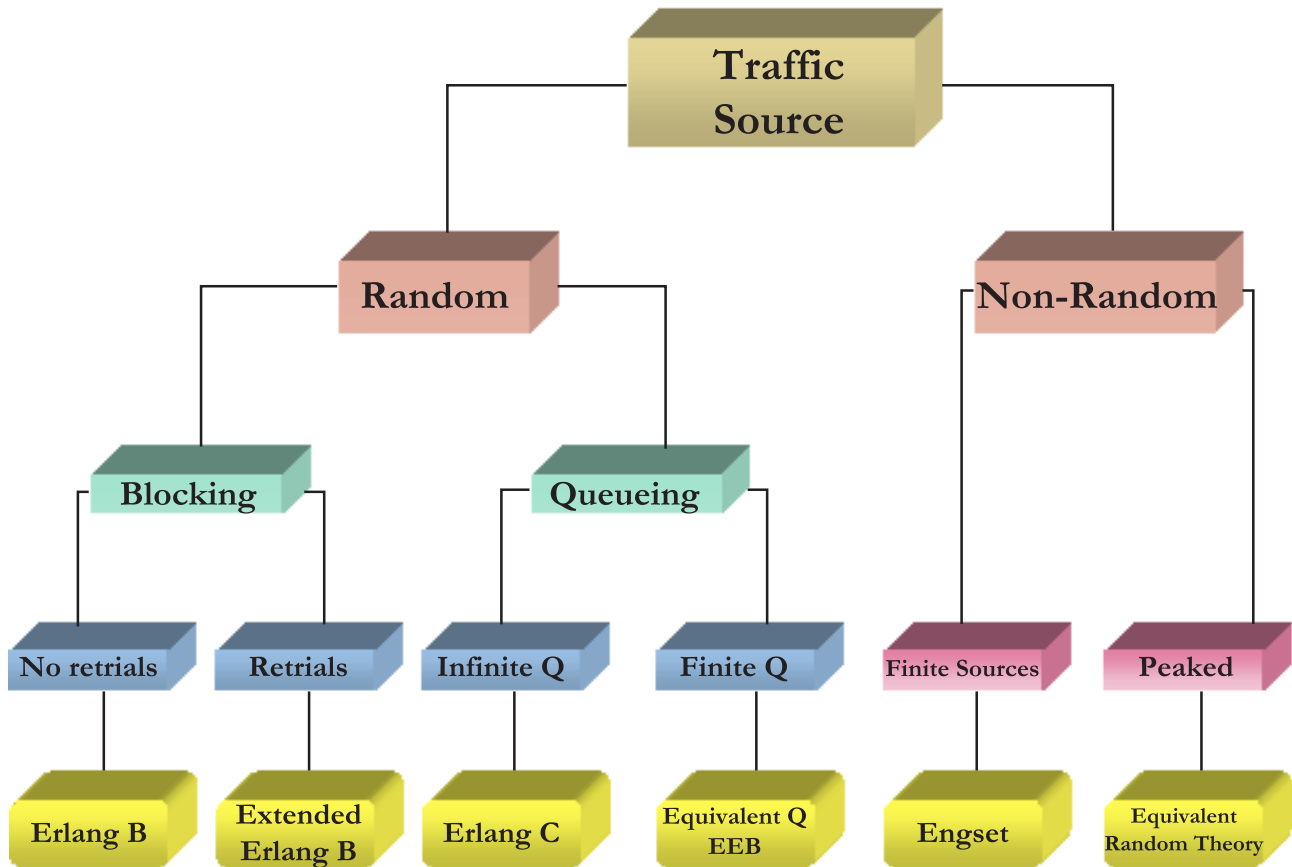 Traffic
Source
Random
Non-Random
Blocking
Queueing
No retrials
Retrials
Infinite Q
Finite Q
Finite Sources
Peaked
Erlang B
Extended
Erlang B
Erlang C
Equivalent Q
EEB
Engset
Equivalent
Random Theory